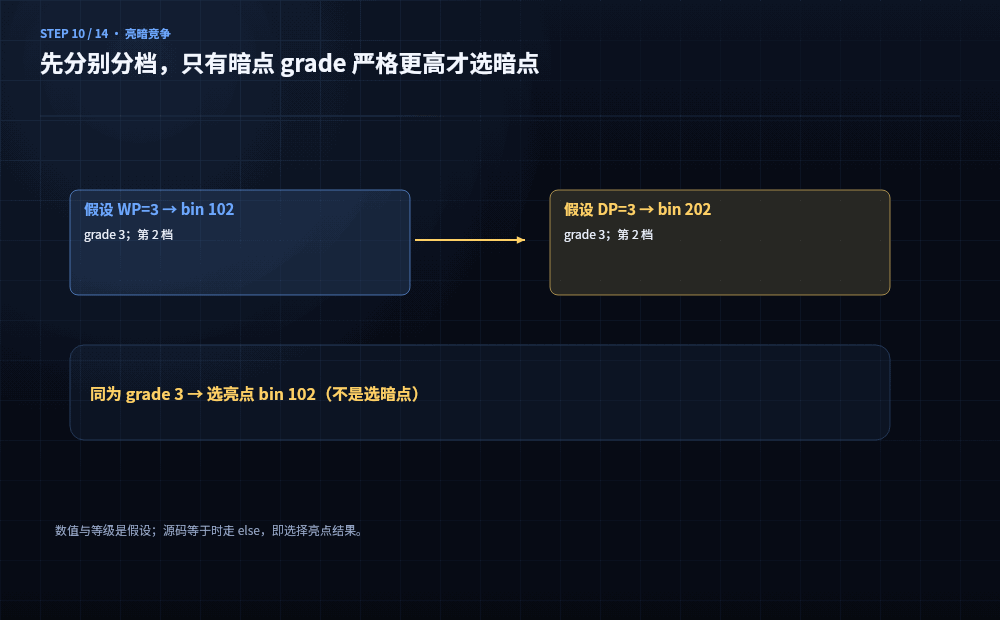 STEP 10 / 14 · 亮暗竞争
先分别分档，只有暗点 grade 严格更高才选暗点
假设 WP=3 → bin 102
grade 3；第 2 档
假设 DP=3 → bin 202
grade 3；第 2 档
同为 grade 3 → 选亮点 bin 102（不是选暗点）
数值与等级是假设；源码等于时走 else，即选择亮点结果。